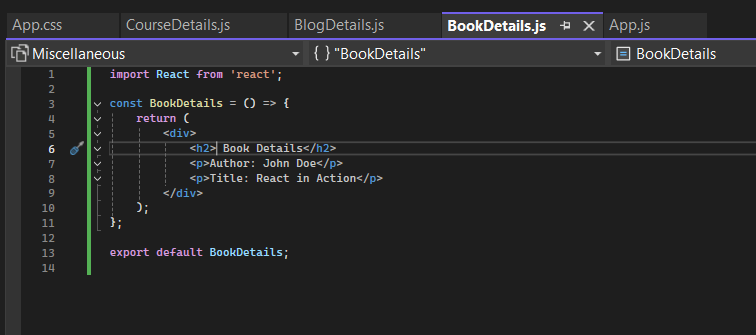 App.css CourseDetails.js BlogDetails.js BookDetails.js App.js
Miscellaneous { } "BookDetails" BookDetails
1 import React from 'react';
2
3 const BookDetails = () => {
4 return (
5 <div>
6 <h2> Book Details</h2>
7 <p>Author: John Doe</p>
8 <p>Title: React in Action</p>
9 </div>
10 );
11 };
12
13 export default BookDetails;
14